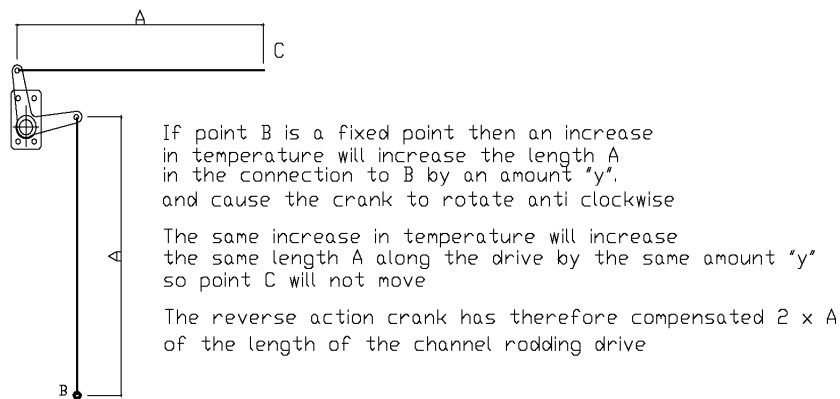 A
C
If point B is a fixed point then an increase
in temperature will increase the length A
in the connection to B by an amount "y".
and cause the crank to rotate anti clockwise
The same increase in temperature will increase
the same length A along the drive by the same amount "y"
so point C will not move
A
The reverse action crank has therefore compensated 2 x A
of the length of the channel rodding drive
B